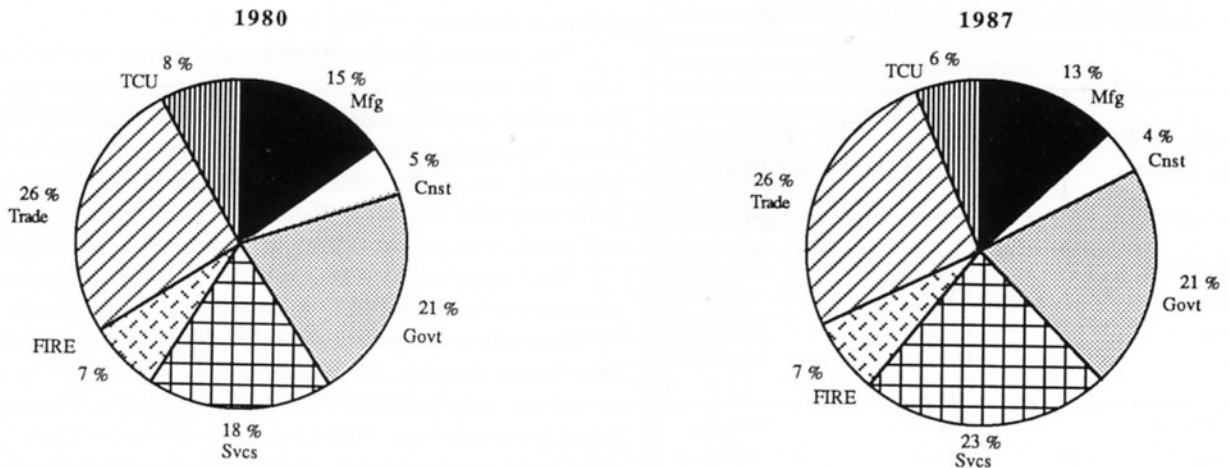 1980
8 %
TCU
15 %
Mfg
5 %
Cnst
21 %
Govt
18 %
Svcs
FIRE
7 %
26 %
Trade
1987
6 %
TCU
13 %
Mfg
4 %
Cnst
21 %
Govt
23 %
Svcs
7 %
FIRE
26 %
Trade